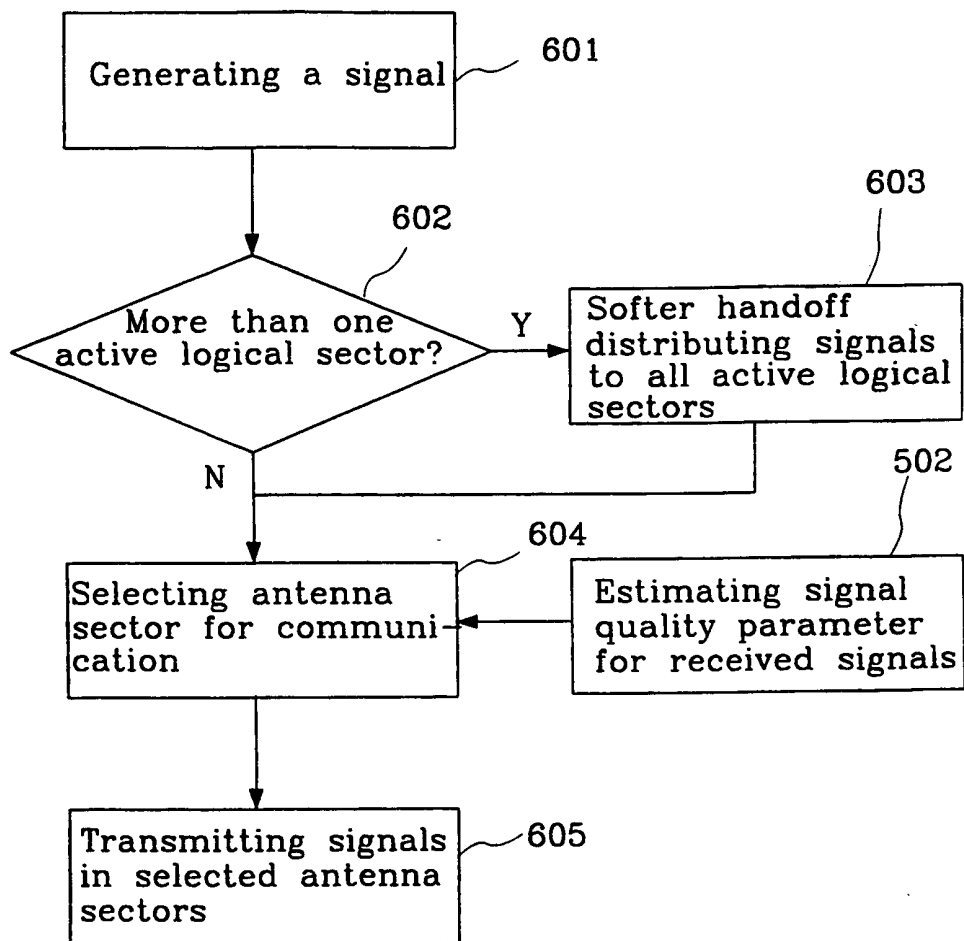 601
Generating a signal
602
603
More than one
active logical sector?
Y
Softer handoff
distributing signals
to all active logical
sectors
N
502
604
Selecting antenna
sector for communi-
cation
Estimating signal
quality parameter
for received signals
605
Transmitting signals
in selected antenna
sectors